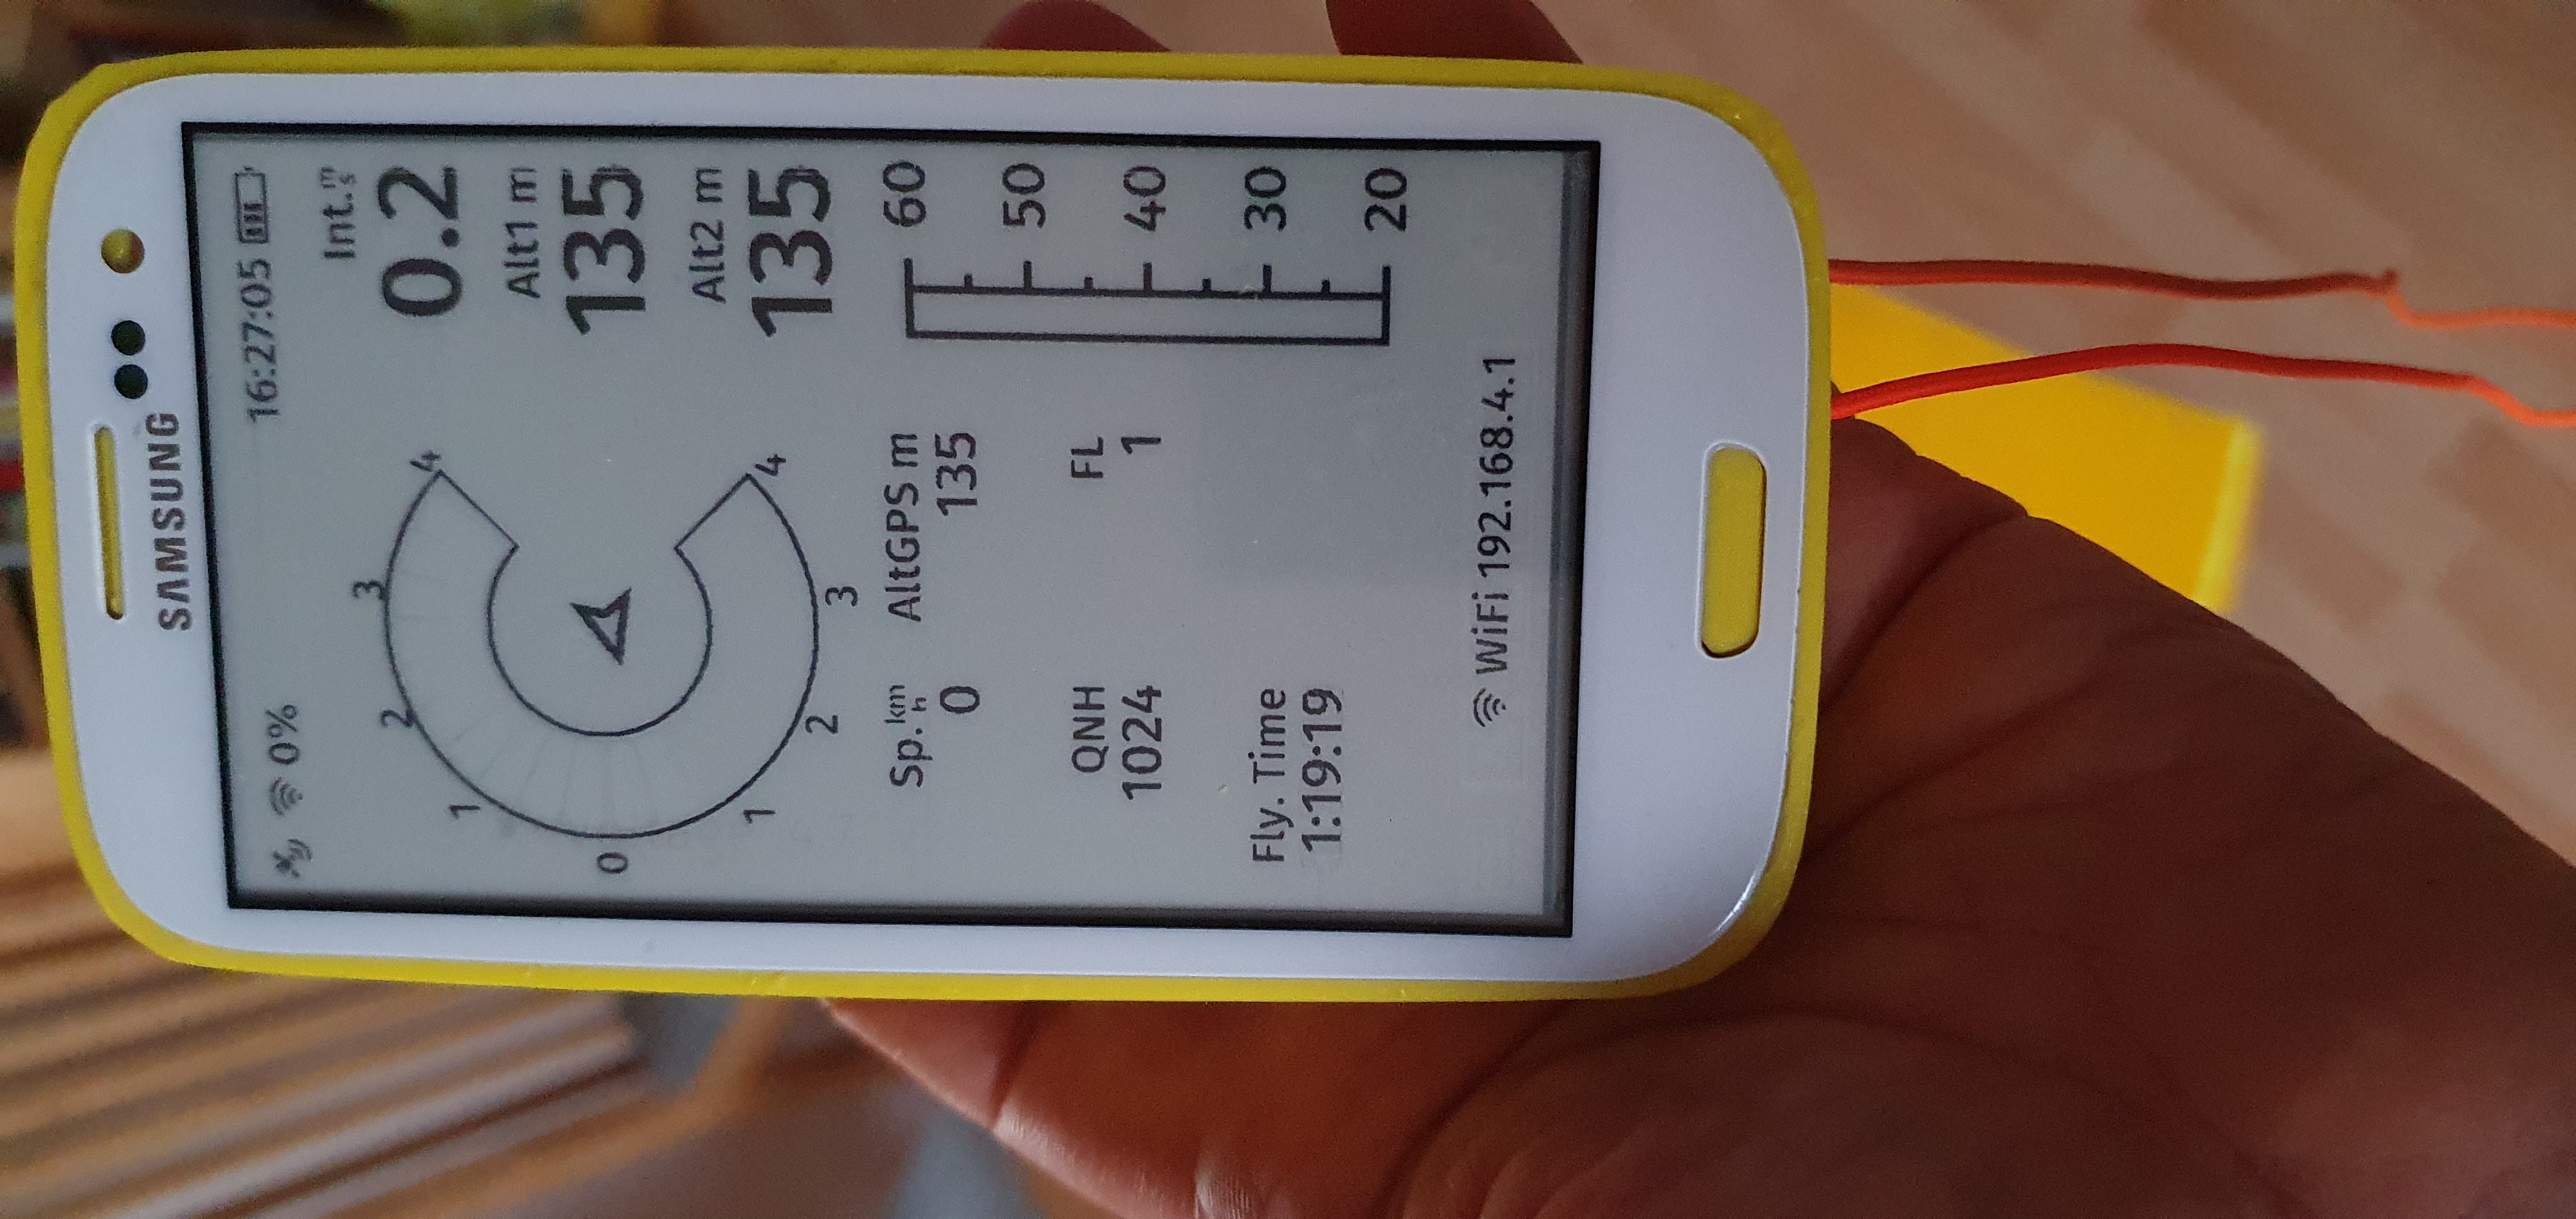 SAMSUNG
0% 16:27:05
Int. m/s
0.2
3
2
4
1
Alt1 m
135
0
Alt2 m
135
1
4
2
3
Sp. km/h AltGPS m
0 135
60
50
QNH FL
1024 1
40
Fly. Time
1:19:19
30
20
WiFi 192.168.4.1